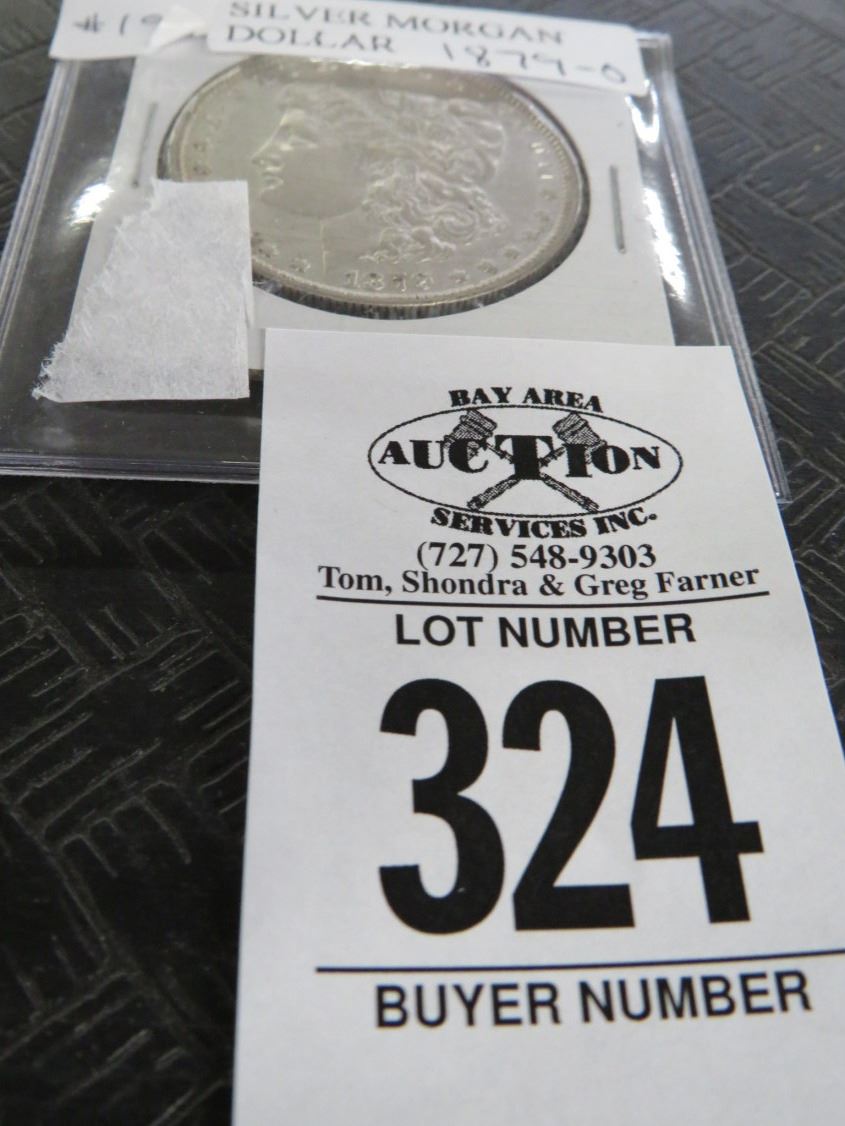 SILVER MORGAN
DOLLAR 1879-O
1879
BAY AREA
AUCTION
SERVICES INC.
(727) 548-9303
Tom, Shondra & Greg Farner
LOT NUMBER
324
BUYER NUMBER